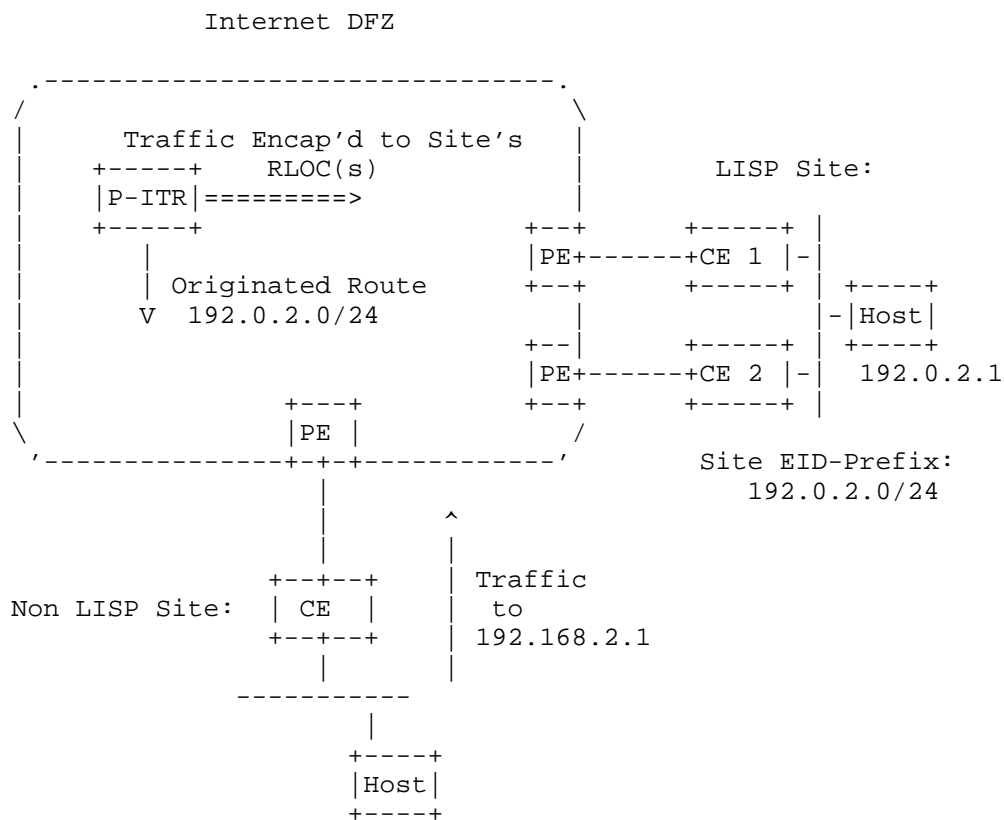 Internet DFZ
Traffic Encap'd to Site's
RLOC(s)
LISP Site:
P-ITR
PE
CE 1
Originated Route
192.0.2.0/24
Host
PE
CE 2
192.0.2.1
PE
Site EID-Prefix:
192.0.2.0/24
Traffic
Non LISP Site:
CE
to
192.168.2.1
Host